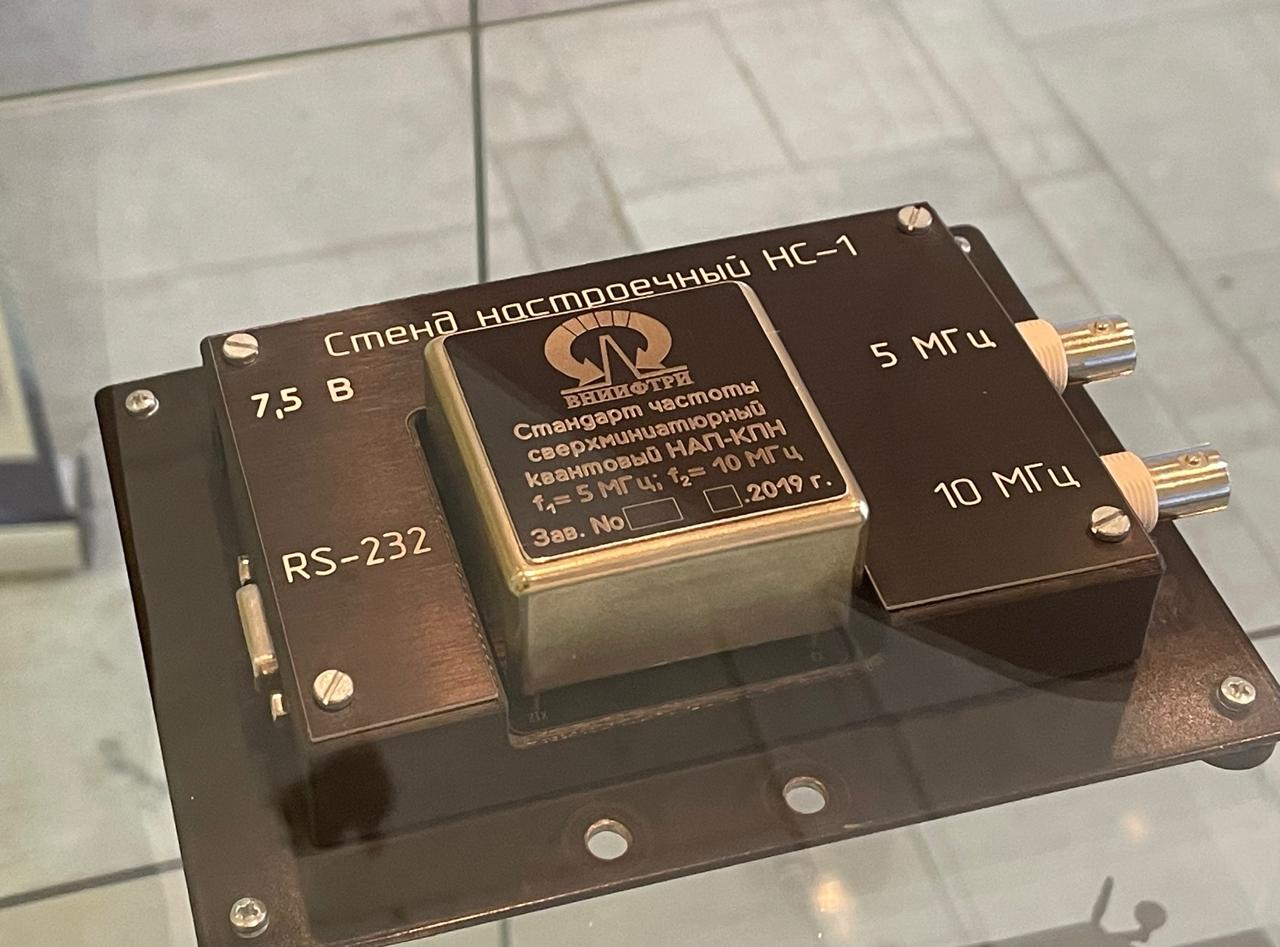 Стенд настроечный НС-1
7,5 В
RS-232
ВНИИФТРИ
Стандарт частоты
сверхминиатюрный
квантовый НАП-КПН
f₁= 5 МГц; f₂= 10 МГц
Зав. No .2019 г.
5 МГц
10 МГц